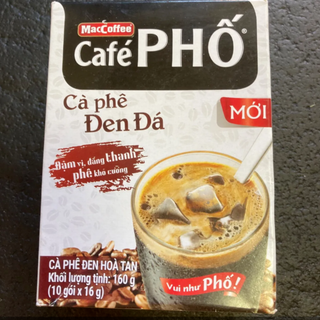 MacCoffee
Café PHỐ®
Cà phê
Đen Đá
MỚI
Đậm vị, đắng thanh
phê khó cưỡng
CÀ PHÊ ĐEN HOÀ TAN
Khối lượng tịnh: 160 g
(10 gói x 16 g)
Vui như Phố!